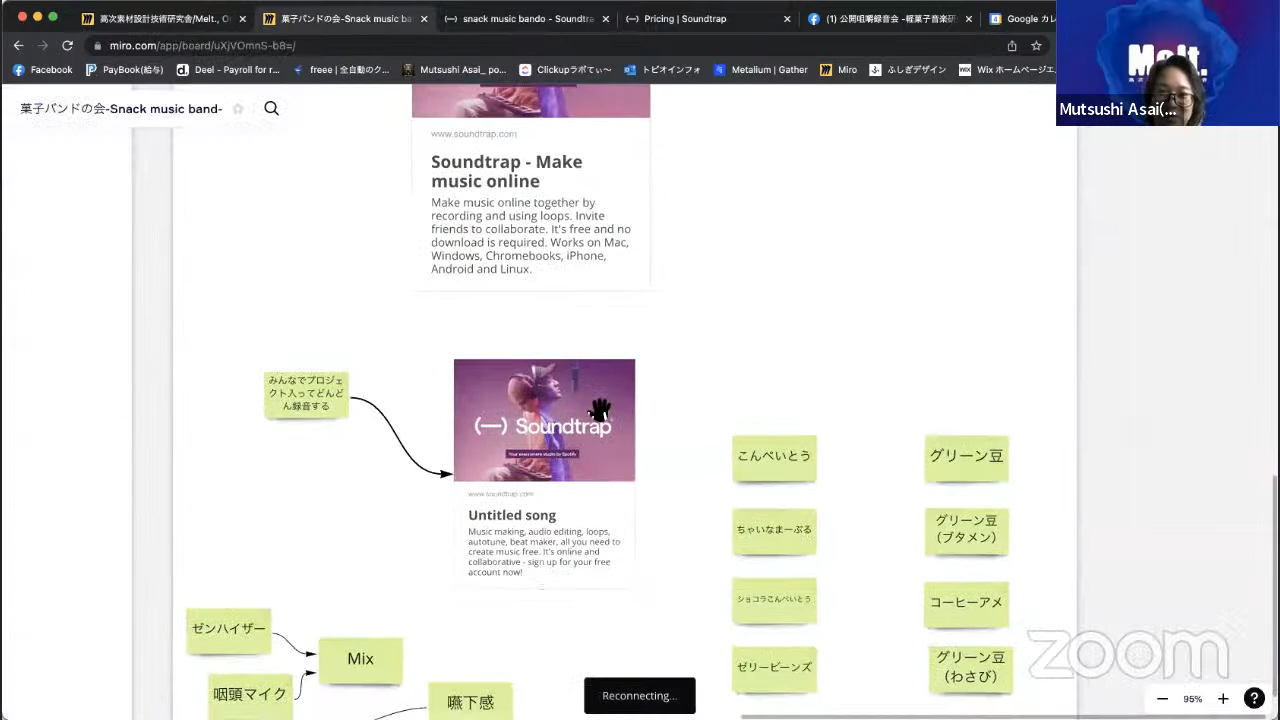 高次元材設計技術研究舎/Melt,
菓子バンドの会-Snack music ba
Pricing | Soundtrap
(1) 公開咀嚼録音会 -軽菓子音楽研
Google カレ
miro.com/app/board/uXjVOmnS-b8=/
Facebook
PayBook(給与)
Deel - Payroll for r...
freee | 全自動のク...
Mutsushi Asai_ po...
Clickupラボてぃ〜...
トピオインフォ
Metalium | Gather
Miro
ふしぎデザイン
Wix ホームページエ
Melt.
Mutsushi Asai(...
菓子バンドの会-Snack music band-
www.soundtrap.com
Soundtrap - Make
music online
Make music online together by
recording and using loops. Invite
friends to collaborate. It's free and no
download is required. Works on Mac,
Windows, Chromebooks, iPhone,
Android and Linux.
みんなでプロジェ
クト入ってどんど
ん録音する
Soundtrap
Your everywhere studio by Spotify
www.soundtrap.com
Untitled song
Music making, audio editing, loops,
autotune, beat maker, all you need to
create music free. It's online and
collaborative - sign up for your free
account now!
こんぺいとう
グリーン豆
ちゃいなまーぶる
グリーン豆
（ブタメン）
ショコラこんぺいとう
コーヒーアメ
ゼリービーンズ
グリーン豆
（わさび）
ゼンハイザー
Mix
咽頭マイク
嚥下感
Reconnecting...
zoom
95%